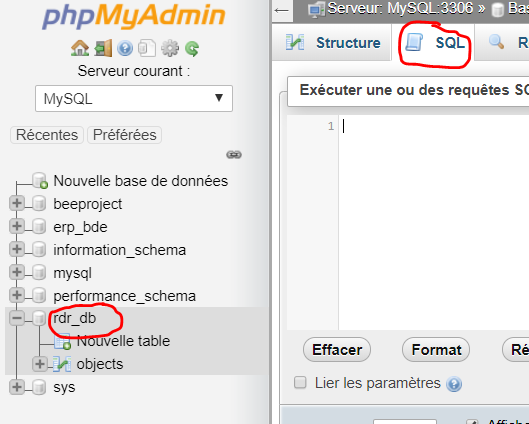 phpMyAdmin
Serveur courant :
MySQL
Récentes Préférées
Nouvelle base de données
beeproject
erp_bde
information_schema
mysql
performance_schema
rdr_db
Nouvelle table
objects
sys
Serveur: MySQL:3306 » Bas
Structure SQL R
Exécuter une ou des requêtes SQ
1
Effacer Format Ré
Lier les paramètres